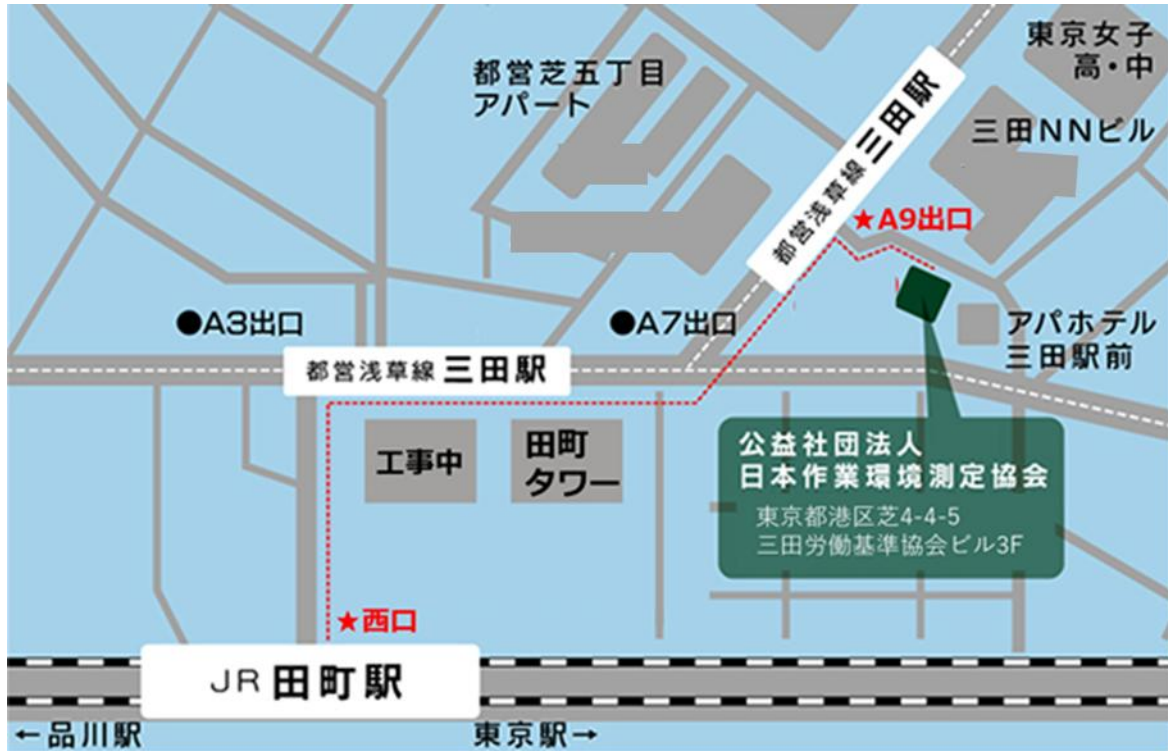 東京女子
高・中
都営芝五丁目
アパート
三田NNビル
都営浅草線 三田駅
★A9出口
●A3出口
●A7出口
アパホテル
三田駅前
都営浅草線 三田駅
工事中
田町
タワー
公益社団法人
日本作業環境測定協会
東京都港区芝4-4-5
三田労働基準協会ビル3F
★西口
JR 田町駅
←品川駅
東京駅→